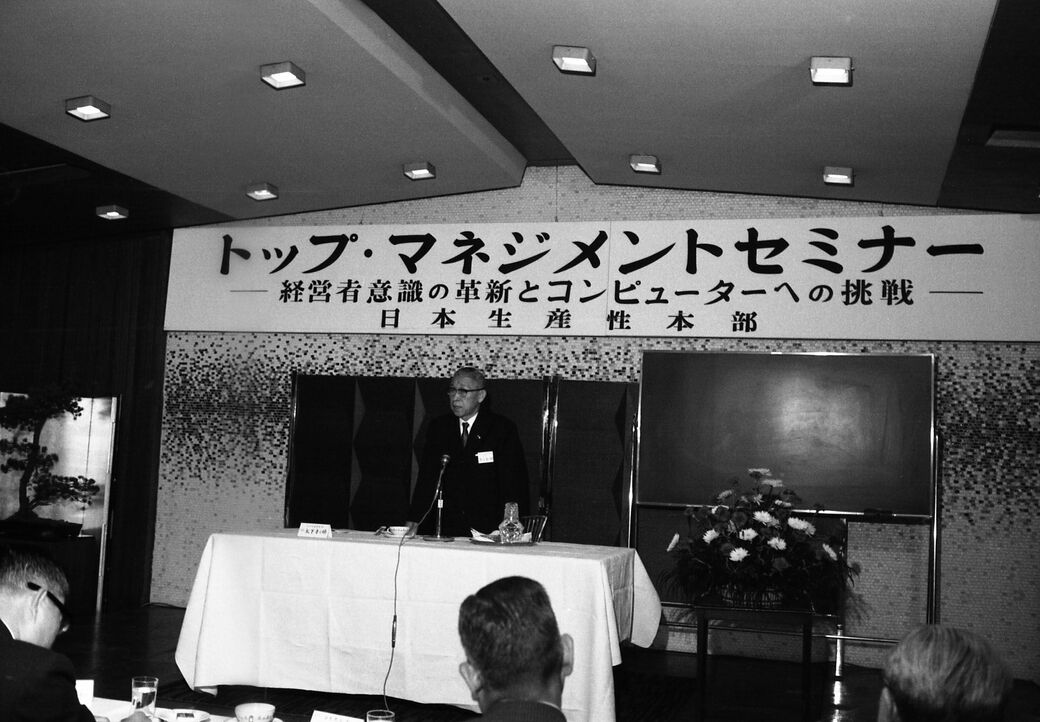 トップ・マネジメントセミナー
―経営者意識の革新とコンピューターへの挑戦―
日本生産性本部